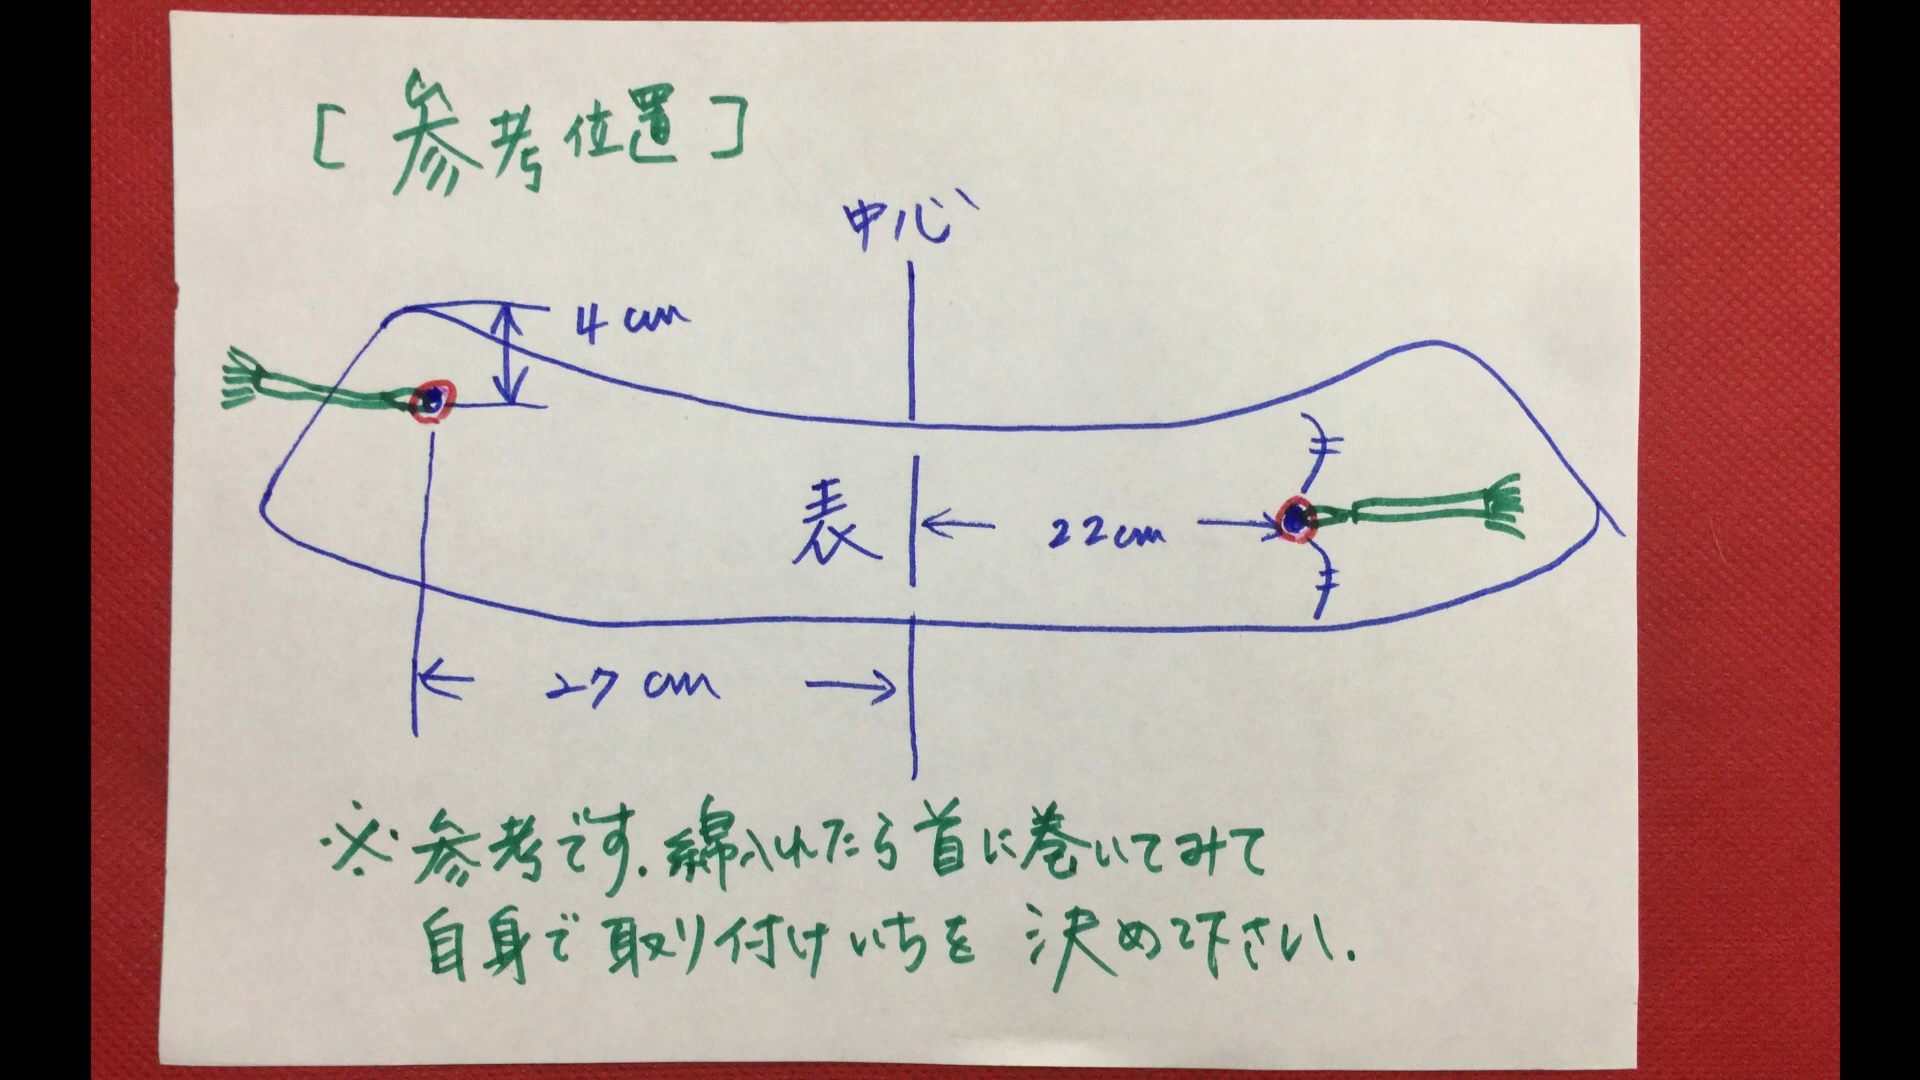 [参考位置]
中心
4cm
表
22cm
27cm
※参考です.綿入れたら首に巻いてみて
自身で取り付けいちを 決めて下さい.